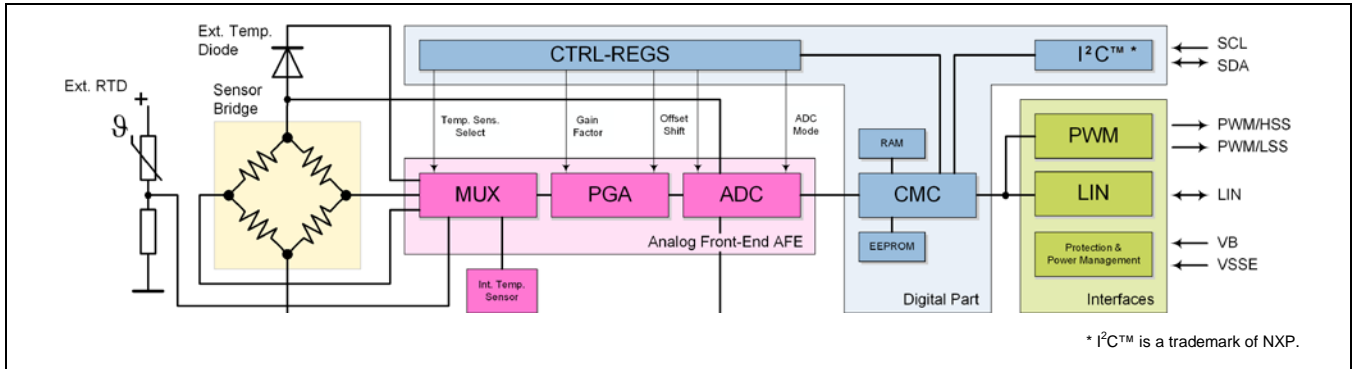 Ext. Temp.
Diode
Ext. RTD
+
ϑ
Sensor
Bridge
CTRL-REGS
I²C™ *
SCL
SDA
Temp. Sens.
Select
Gain
Factor
Offset
Shift
ADC
Mode
RAM
PWM
PWM/HSS
PWM/LSS
MUX
PGA
ADC
CMC
LIN
LIN
Analog Front-End AFE
EEPROM
Protection &
Power Management
VB
VSSE
Int. Temp.
Sensor
Digital Part
Interfaces
* I²C™ is a trademark of NXP.